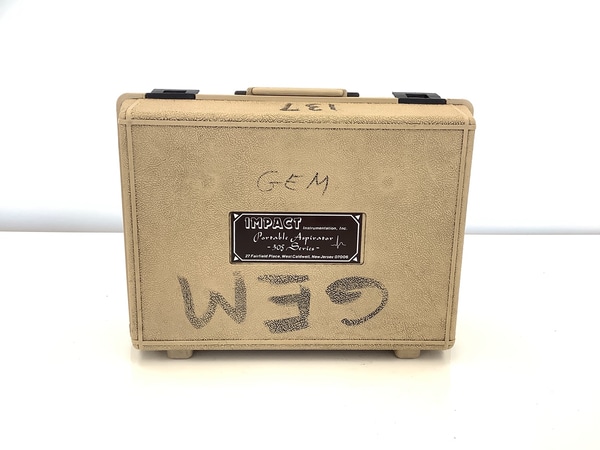 137
GEM
IMPACT Instrumentation, Inc.
Portable Aspirator
- 305 Series -
27 Fairfield Place, West Caldwell, New Jersey 07006
GEM